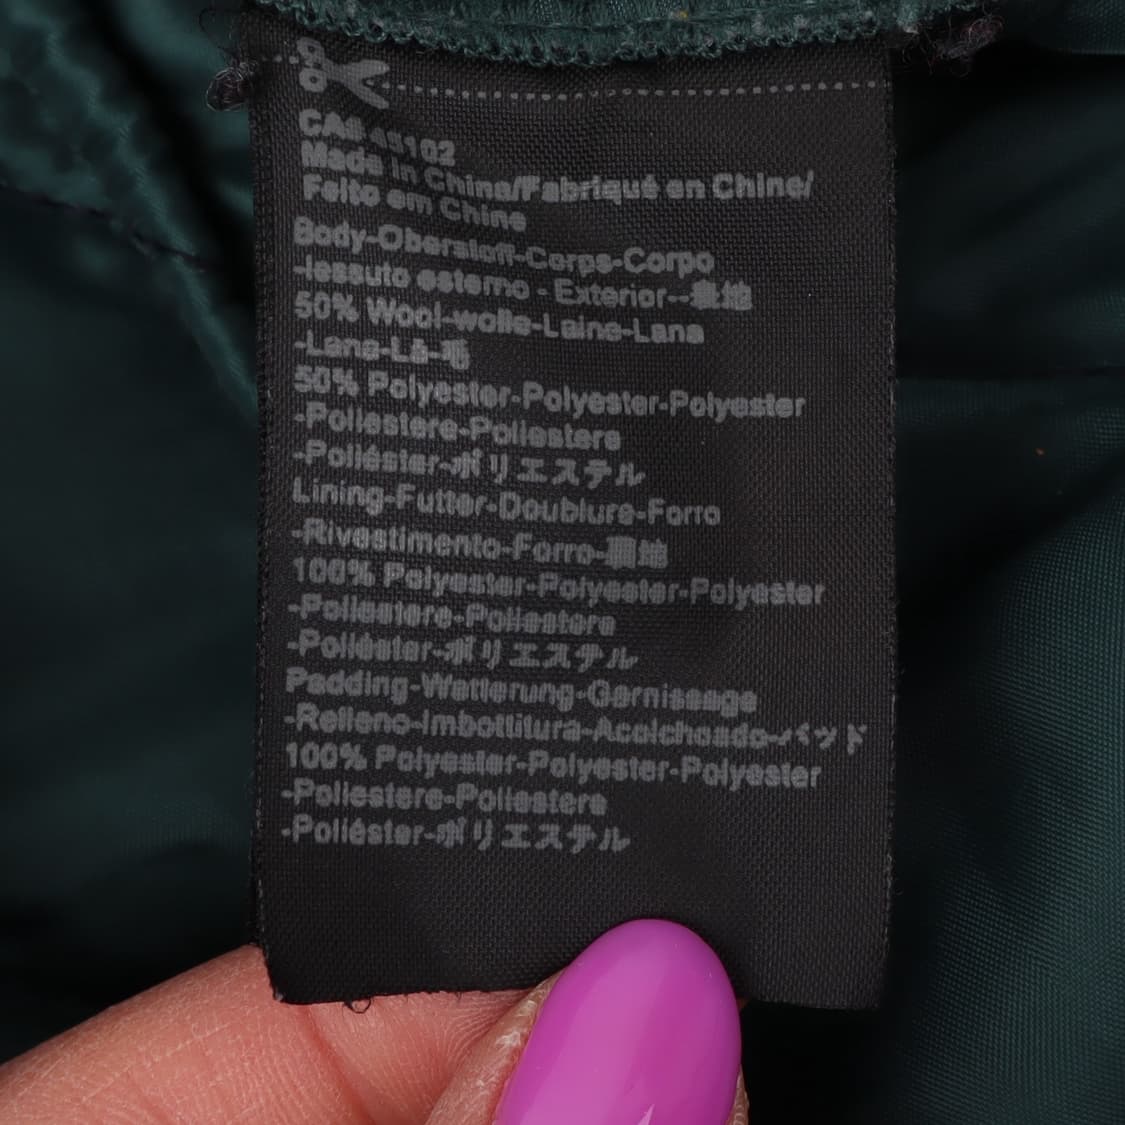 CA# 45102
Made in China/Fabriqué en Chine/
Feito em Chine
Body-Oberstoff-Corps-Corpo
-Tessuto esterno - Exterior--表地
50% Wool-wolle-Laine-Lana
-Lana-Lã-毛
50% Polyester-Polyester-Polyester
-Poliestere-Poliestere
-Poliéster-ポリエステル
Lining-Futter-Doublure-Forro
-Rivestimento-Forro-裏地
100% Polyester-Polyester-Polyester
-Poliestere-Poliestere
-Poliéster-ポリエステル
Padding-Watterung-Garnissage
-Relleno-Imbottitura-Acolchoado-パッド
100% Polyester-Polyester-Polyester
-Poliestere-Poliestere
-Poliéster-ポリエステル